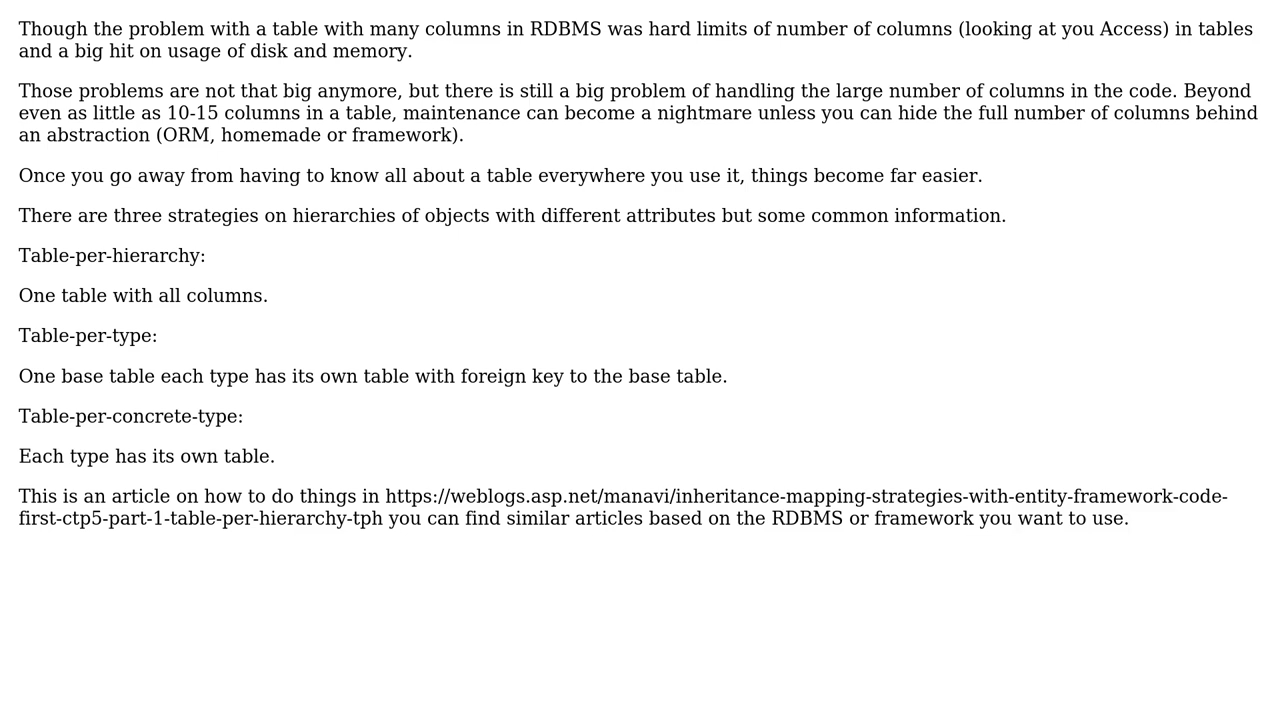 Though the problem with a table with many columns in RDBMS was hard limits of number of columns (looking at you Access) in tables
and a big hit on usage of disk and memory.
Those problems are not that big anymore, but there is still a big problem of handling the large number of columns in the code. Beyond
even as little as 10-15 columns in a table, maintenance can become a nightmare unless you can hide the full number of columns behind
an abstraction (ORM, homemade or framework).
Once you go away from having to know all about a table everywhere you use it, things become far easier.
There are three strategies on hierarchies of objects with different attributes but some common information.
Table-per-hierarchy:
One table with all columns.
Table-per-type:
One base table each type has its own table with foreign key to the base table.
Table-per-concrete-type:
Each type has its own table.
This is an article on how to do things in https://weblogs.asp.net/manavi/inheritance-mapping-strategies-with-entity-framework-code-
first-ctp5-part-1-table-per-hierarchy-tph you can find similar articles based on the RDBMS or framework you want to use.